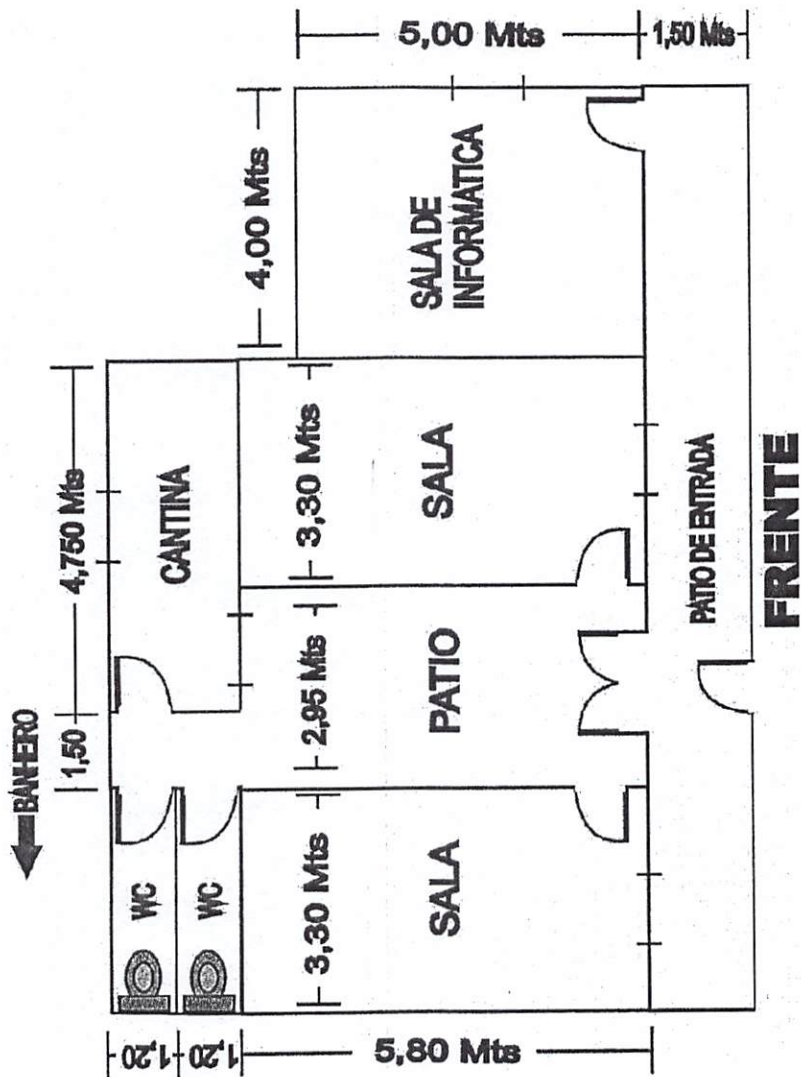 5,00 Mts
1,50 Mts
4,00 Mts
SALA DE
INFORMATICA
4,750 Mts
CANTINA
3,30 Mts
SALA
BANHEIRO
1,50
2,95 Mts
PATIO
PÁTIO DE ENTRADA
FRENTE
WC
WC
3,30 Mts
SALA
1,20
1,20
5,80 Mts